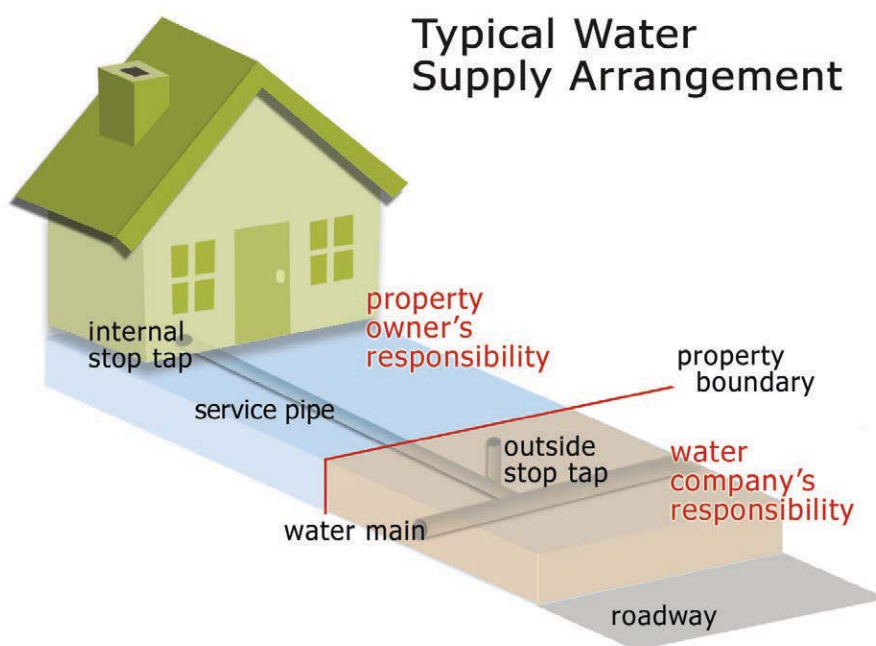 Typical Water
Supply Arrangement
property
owner's
responsibility
internal
stop tap
property
boundary
service pipe
outside
stop tap
water
company's
responsibility
water main
roadway